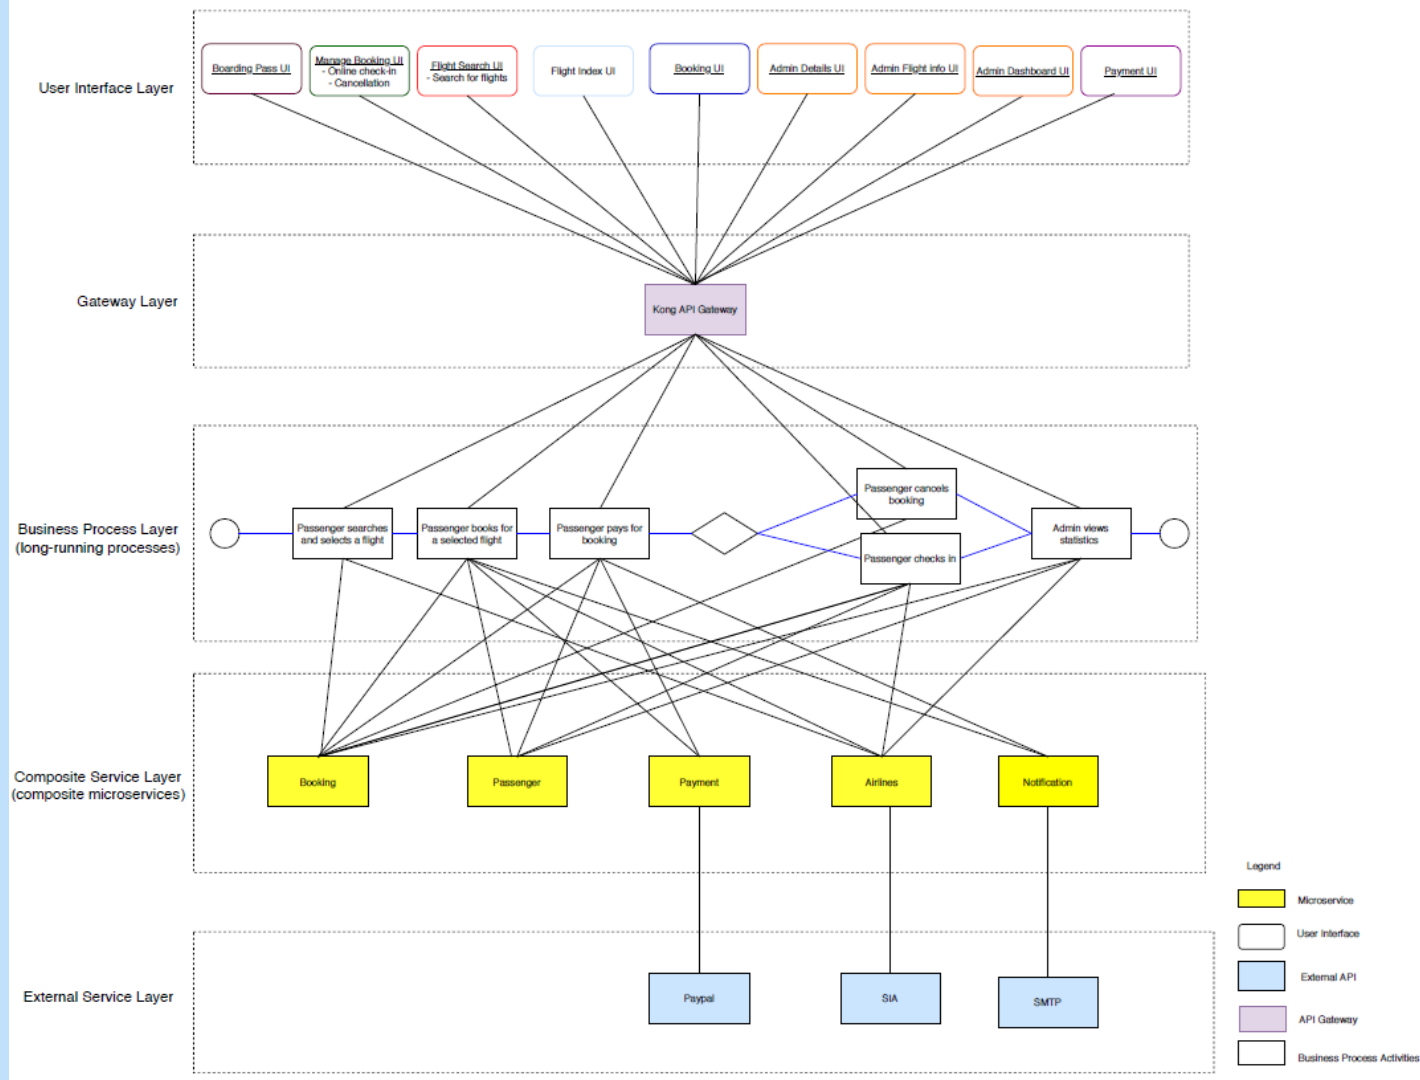 User Interface Layer
Boarding Pass UI
Manage Booking UI
- Online check-in
- Cancellation
Flight Search UI
- Search for flights
Flight Index UI
Booking UI
Admin Details UI
Admin Flight info UI
Admin Dashboard UI
Payment UI
Gateway Layer
Kong API Gateway
Business Process Layer
(long-running processes)
Passenger searches
and selects a flight
Passenger books for
a selected flight
Passenger pays for
booking
Passenger cancels
booking
Passenger checks in
Admin views
statistics
Composite Service Layer
(composite microservices)
Booking
Passenger
Payment
Airlines
Notification
External Service Layer
Paypal
SIA
SMTP
Legend
Microservice
User Interface
External API
API Gateway
Business Process Activities